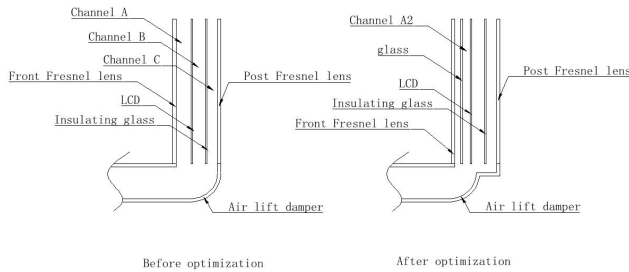 Channel A
Channel B
Channel C
Front Fresnel lens
Post Fresnel lens
LCD
Insulating glass
Air lift damper
Before optimization
Channel A2
glass
Post Fresnel lens
LCD
Insulating glass
Front Fresnel lens
Air lift damper
After optimization